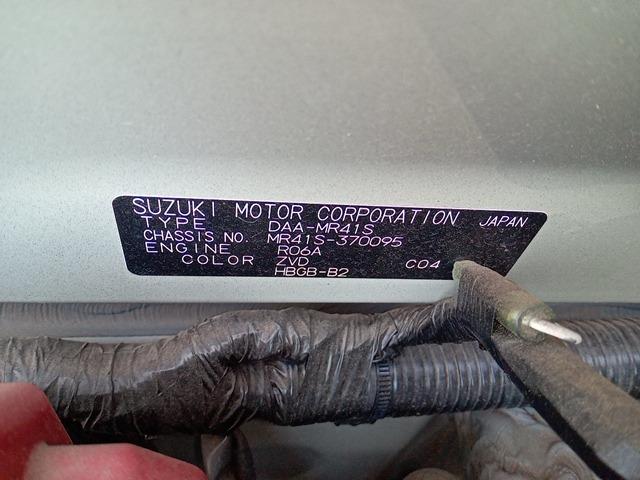 SUZUKI MOTOR CORPORATION JAPAN
TYPE DAA-MR41S
CHASSIS NO. MR41S-370095
ENGINE R06A
COLOR ZVD C04
HBGB-B2